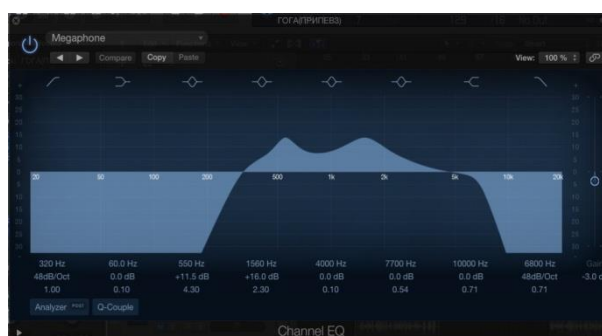 ГОГА(ПРИПЕВ3)
Megaphone
Compare Copy Paste View: 100 %
20 50 100 200 500 1k 2k 5k 10k 20k
320 Hz 60.0 Hz 550 Hz 1560 Hz 4000 Hz 7700 Hz 10000 Hz 6800 Hz Gain
48dB/Oct 0.0 dB +11.5 dB +16.0 dB 0.0 dB 0.0 dB 0.0 dB 48dB/Oct -3.0
1.00 0.10 4.30 2.30 0.10 0.54 0.71 0.71
Analyzer POST Q-Couple
Channel EQ